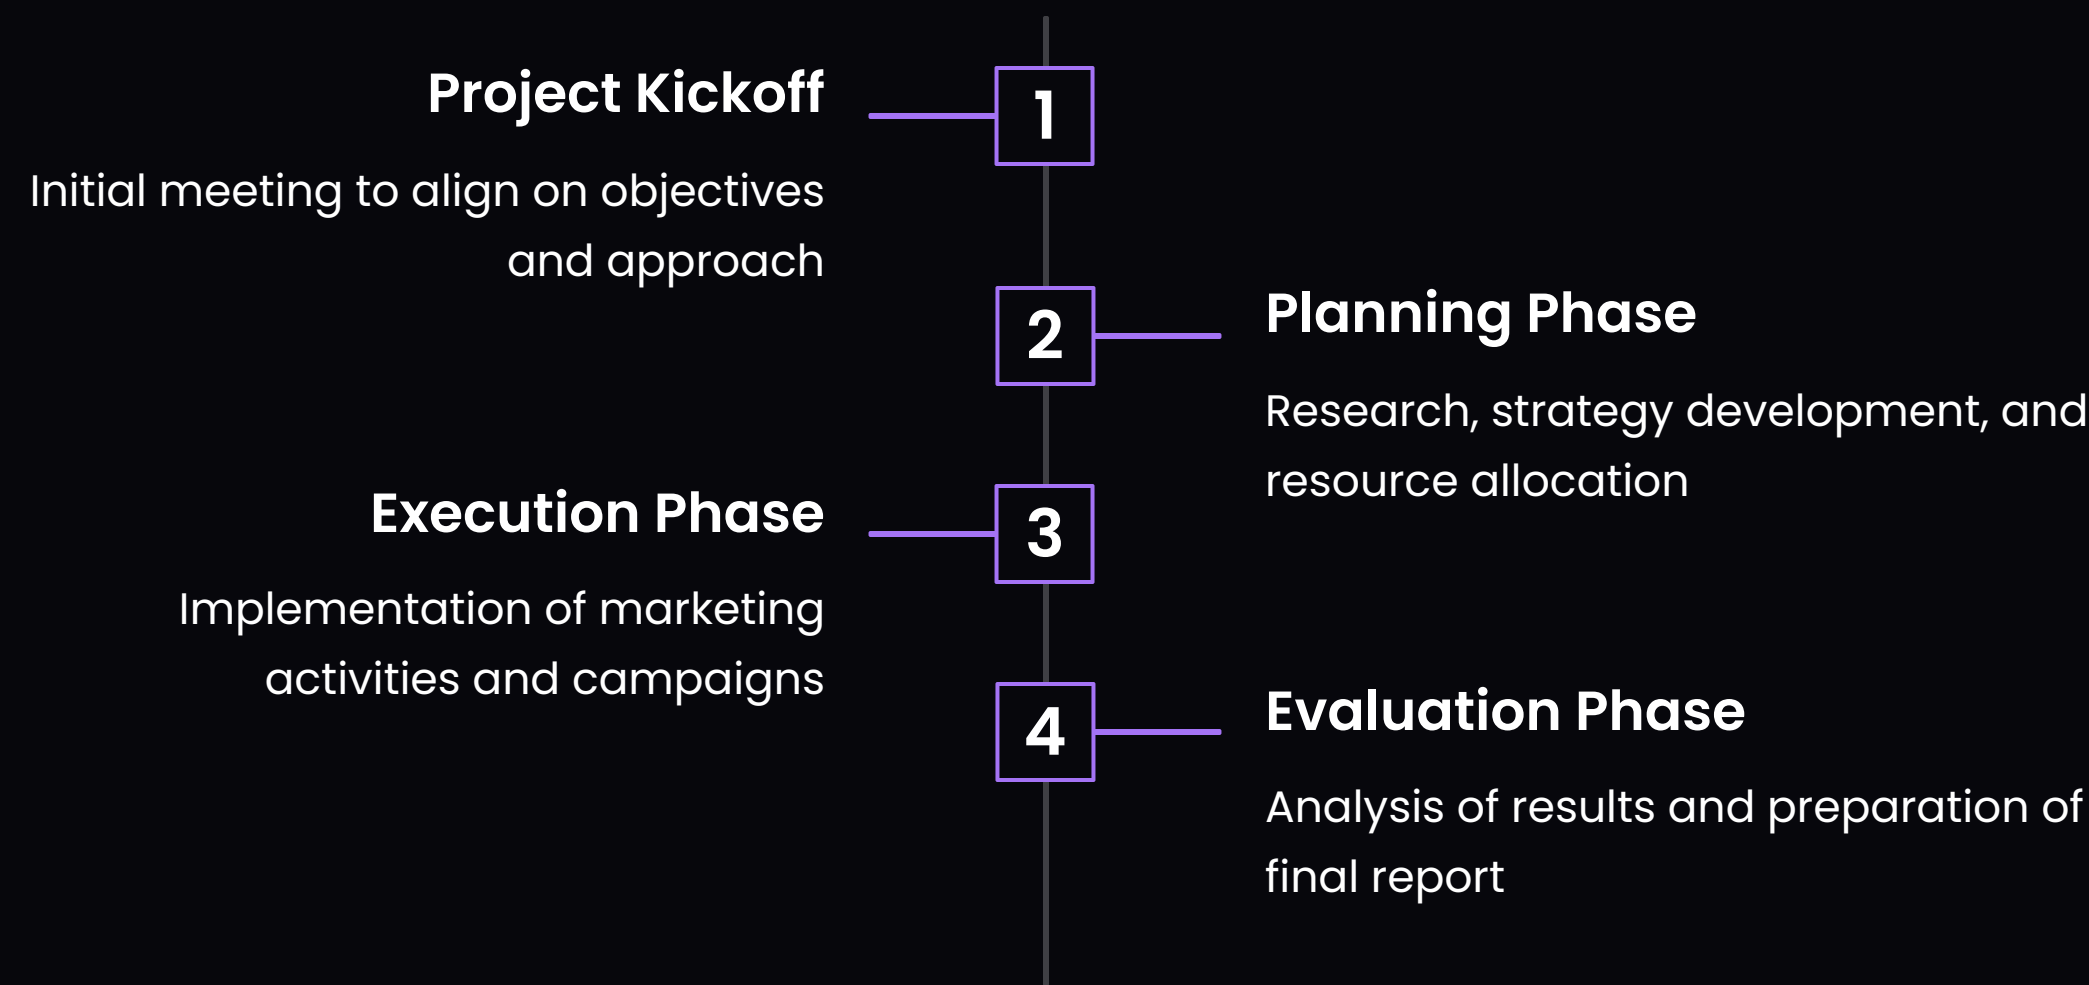 Project Kickoff
1
Initial meeting to align on objectives
and approach
2
Planning Phase
Research, strategy development, and
resource allocation
Execution Phase
3
Implementation of marketing
activities and campaigns
4
Evaluation Phase
Analysis of results and preparation of
final report